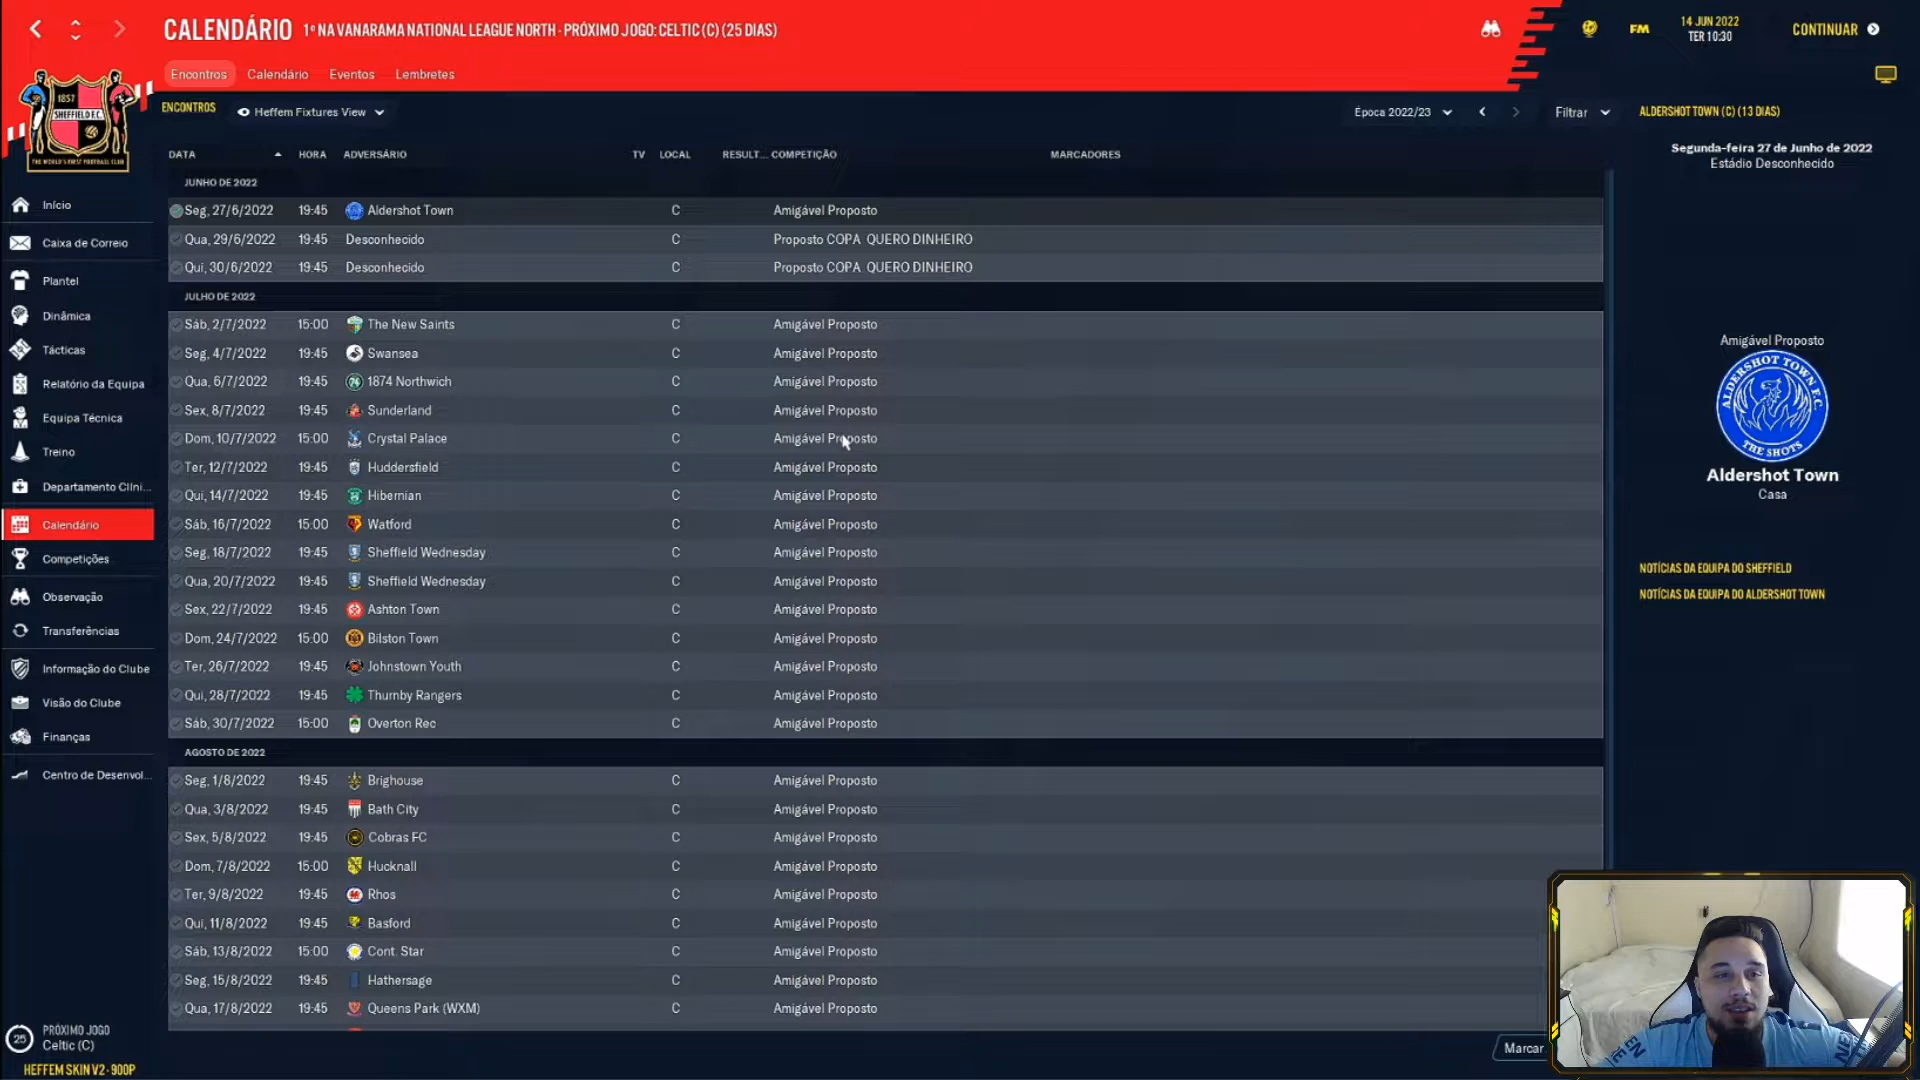 CALENDÁRIO 1º NA VANARAMA NATIONAL LEAGUE NORTH - PRÓXIMO JOGO: CELTIC (C) (25 DIAS)
FM
14 JUN 2022
TER 10:30
CONTINUAR
Encontros Calendário Eventos Lembretes
1857
SHEFFIELD F.C.
THE WORLD'S FIRST FOOTBALL CLUB
ENCONTROS Heffem Fixtures View Época 2022/23 Filtrar
DATA HORA ADVERSÁRIO TV LOCAL RESULT... COMPETIÇÃO MARCADORES
JUNHO DE 2022
Seg, 27/6/2022 19:45 Aldershot Town C Amigável Proposto
Qua, 29/6/2022 19:45 Desconhecido C Proposto COPA QUERO DINHEIRO
Qui, 30/6/2022 19:45 Desconhecido C Proposto COPA QUERO DINHEIRO
JULHO DE 2022
Sáb, 2/7/2022 15:00 The New Saints C Amigável Proposto
Seg, 4/7/2022 19:45 Swansea C Amigável Proposto
Qua, 6/7/2022 19:45 1874 Northwich C Amigável Proposto
Sex, 8/7/2022 19:45 Sunderland C Amigável Proposto
Dom, 10/7/2022 15:00 Crystal Palace C Amigável Proposto
Ter, 12/7/2022 19:45 Huddersfield C Amigável Proposto
Qui, 14/7/2022 19:45 Hibernian C Amigável Proposto
Sáb, 16/7/2022 15:00 Watford C Amigável Proposto
Seg, 18/7/2022 19:45 Sheffield Wednesday C Amigável Proposto
Qua, 20/7/2022 19:45 Sheffield Wednesday C Amigável Proposto
Sex, 22/7/2022 19:45 Ashton Town C Amigável Proposto
Dom, 24/7/2022 15:00 Bilston Town C Amigável Proposto
Ter, 26/7/2022 19:45 Johnstown Youth C Amigável Proposto
Qui, 28/7/2022 19:45 Thurnby Rangers C Amigável Proposto
Sáb, 30/7/2022 15:00 Overton Rec C Amigável Proposto
AGOSTO DE 2022
Seg, 1/8/2022 19:45 Brighouse C Amigável Proposto
Qua, 3/8/2022 19:45 Bath City C Amigável Proposto
Sex, 5/8/2022 19:45 Cobras FC C Amigável Proposto
Dom, 7/8/2022 15:00 Hucknall C Amigável Proposto
Ter, 9/8/2022 19:45 Rhos C Amigável Proposto
Qui, 11/8/2022 19:45 Basford C Amigável Proposto
Sáb, 13/8/2022 15:00 Cont. Star C Amigável Proposto
Seg, 15/8/2022 19:45 Hathersage C Amigável Proposto
Qua, 17/8/2022 19:45 Queens Park (WXM) C Amigável Proposto
Marcar
Início
Caixa de Correio
Plantel
Dinâmica
Tácticas
Relatório da Equipa
Equipa Técnica
Treino
Departamento Clíni...
Calendário
Competições
Observação
Transferências
Informação do Clube
Visão do Clube
Finanças
Centro de Desenvol...
25
PRÓXIMO JOGO
Celtic (C)
HEFFEM SKIN V2 - 900P
ALDERSHOT TOWN (C) (13 DIAS)
Segunda-feira 27 de Junho de 2022
Estádio Desconhecido
Amigável Proposto
ALDERSHOT TOWN F.C.
THE SHOTS
Aldershot Town
Casa
NOTÍCIAS DA EQUIPA DO SHEFFIELD
NOTÍCIAS DA EQUIPA DO ALDERSHOT TOWN